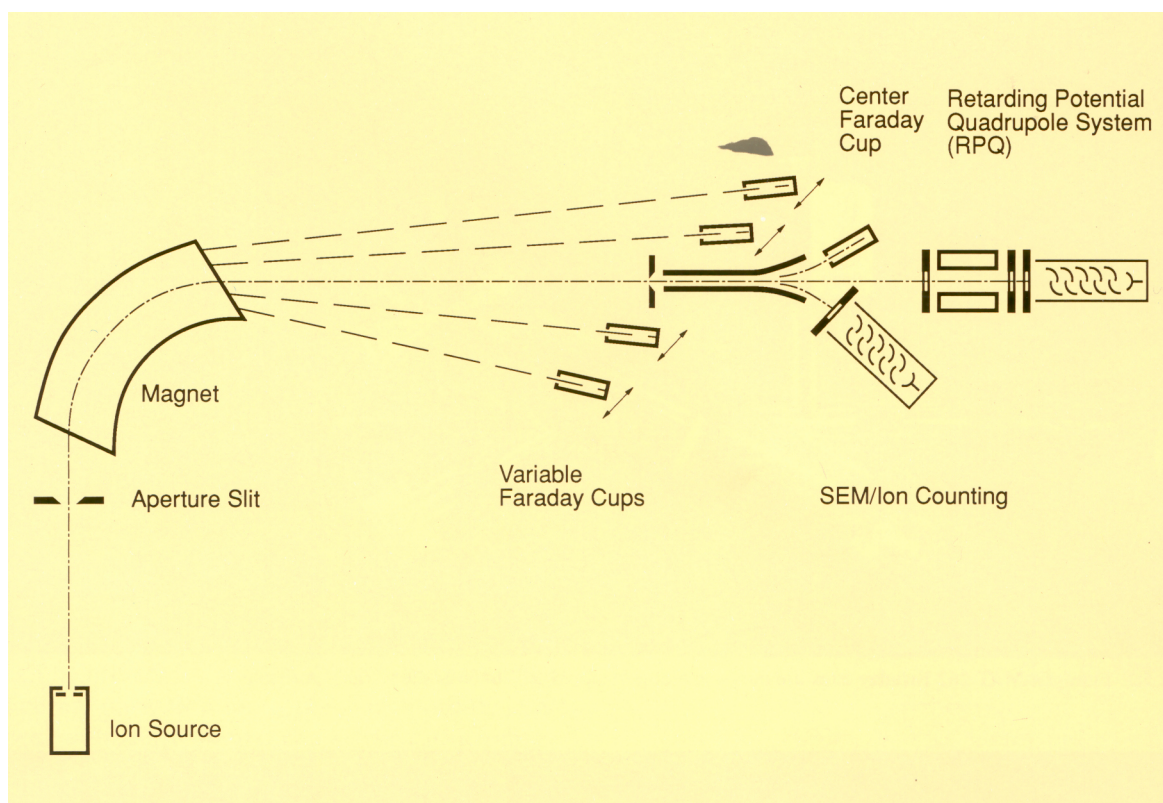 Center
Faraday
Cup
Retarding Potential
Quadrupole System
(RPQ)
Magnet
Aperture Slit
Variable
Faraday Cups
SEM/Ion Counting
Ion Source